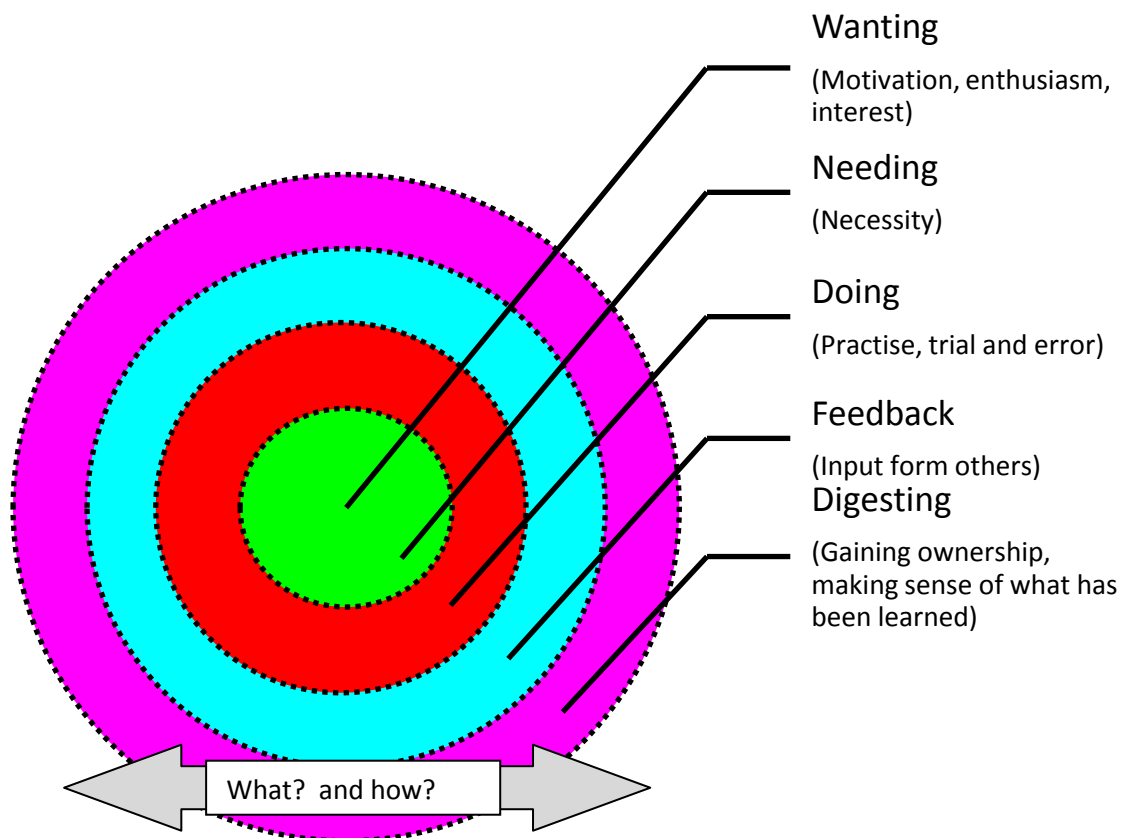 Wanting
(Motivation, enthusiasm,
interest)
Needing
(Necessity)
Doing
(Practise, trial and error)
Feedback
(Input form others)
Digesting
(Gaining ownership,
making sense of what has
been learned)
What?  and how?